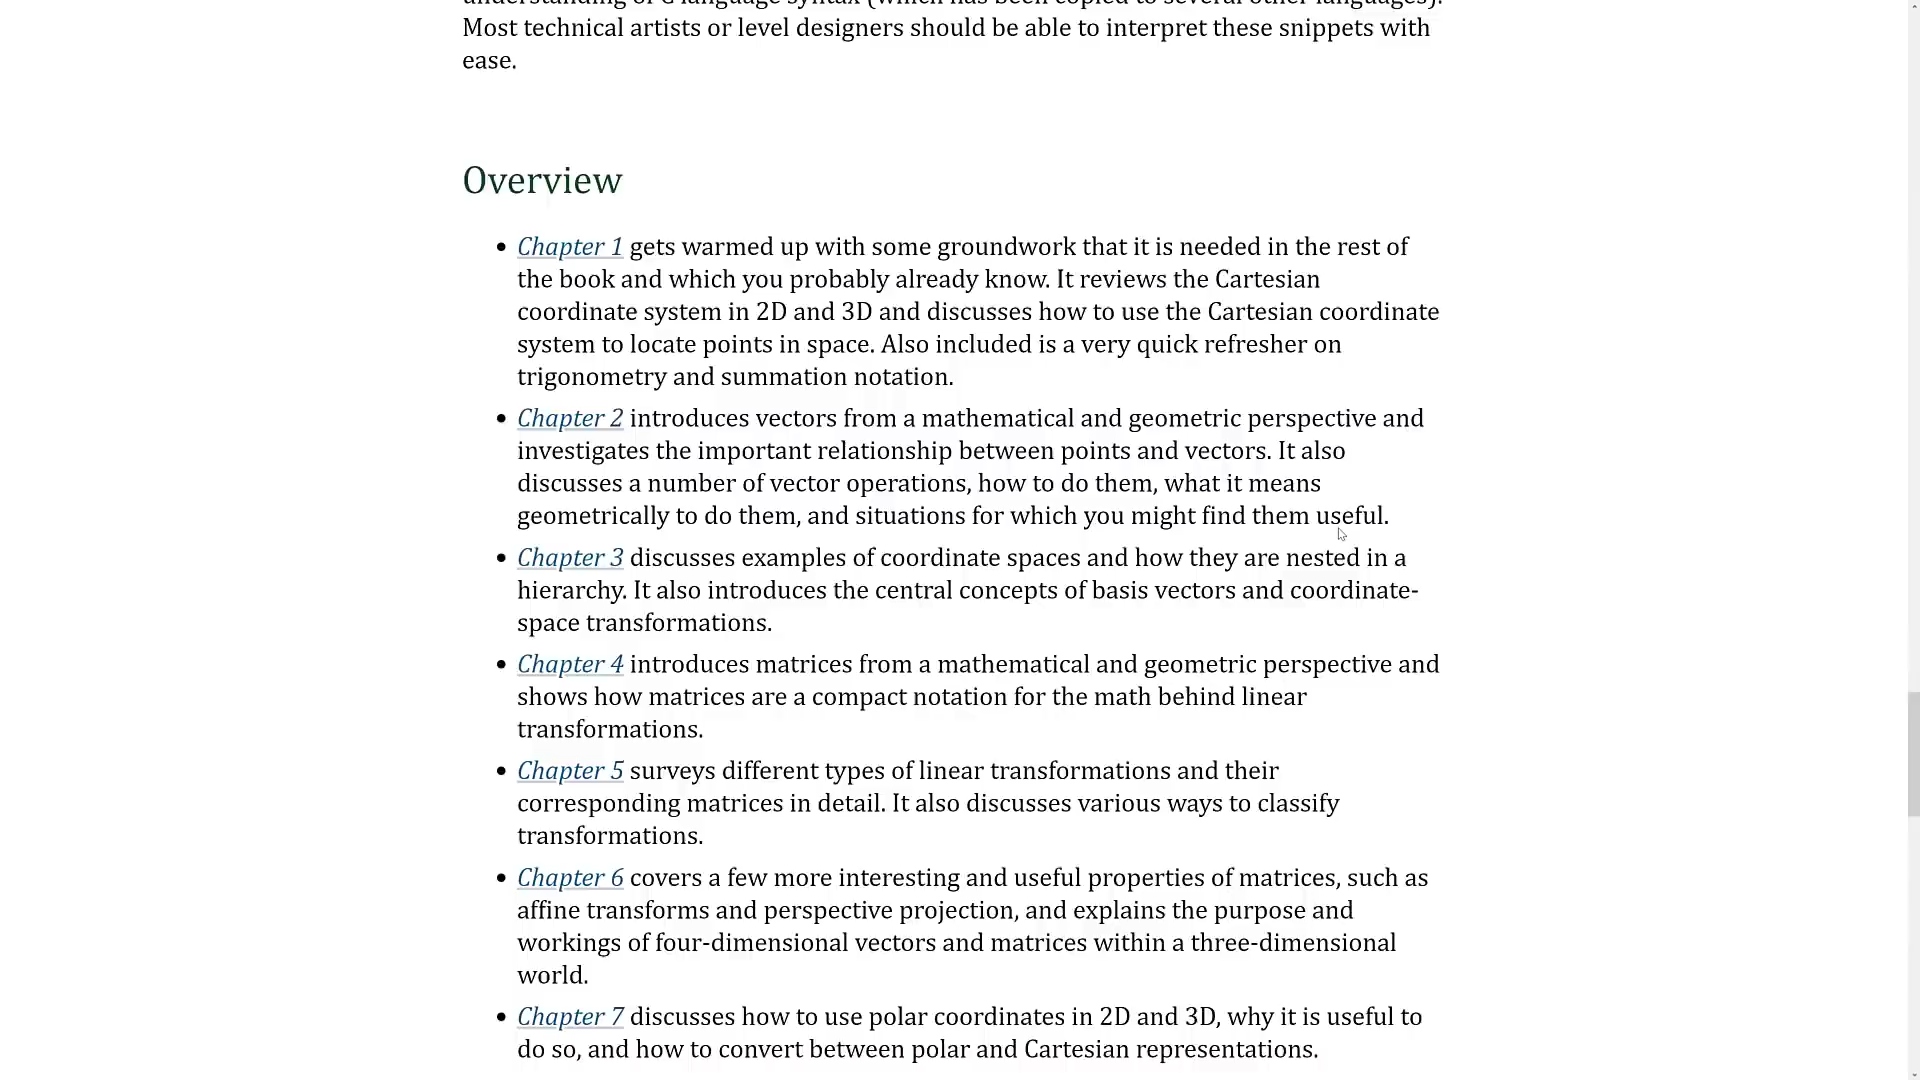 understanding of C language syntax (which has been copied to several other languages).
Most technical artists or level designers should be able to interpret these snippets with
ease.
Overview
• Chapter 1 gets warmed up with some groundwork that it is needed in the rest of
the book and which you probably already know. It reviews the Cartesian
coordinate system in 2D and 3D and discusses how to use the Cartesian coordinate
system to locate points in space. Also included is a very quick refresher on
trigonometry and summation notation.
• Chapter 2 introduces vectors from a mathematical and geometric perspective and
investigates the important relationship between points and vectors. It also
discusses a number of vector operations, how to do them, what it means
geometrically to do them, and situations for which you might find them useful.
• Chapter 3 discusses examples of coordinate spaces and how they are nested in a
hierarchy. It also introduces the central concepts of basis vectors and coordinate-
space transformations.
• Chapter 4 introduces matrices from a mathematical and geometric perspective and
shows how matrices are a compact notation for the math behind linear
transformations.
• Chapter 5 surveys different types of linear transformations and their
corresponding matrices in detail. It also discusses various ways to classify
transformations.
• Chapter 6 covers a few more interesting and useful properties of matrices, such as
affine transforms and perspective projection, and explains the purpose and
workings of four-dimensional vectors and matrices within a three-dimensional
world.
• Chapter 7 discusses how to use polar coordinates in 2D and 3D, why it is useful to
do so, and how to convert between polar and Cartesian representations.